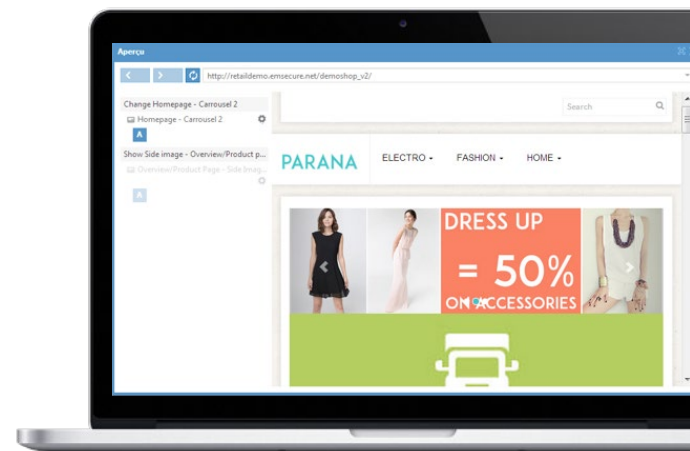 Aperçu
http://retaildemo.emsecure.net/demoshop_v2/
Change Homepage - Carrousel 2
Homepage - Carrousel 2
A
Show Side image - Overview/Product p...
Overview/Product Page - Side Imag...
A
Search
PARANA
ELECTRO
FASHION
HOME
DRESS UP
= 50%
ON ACCESSORIES